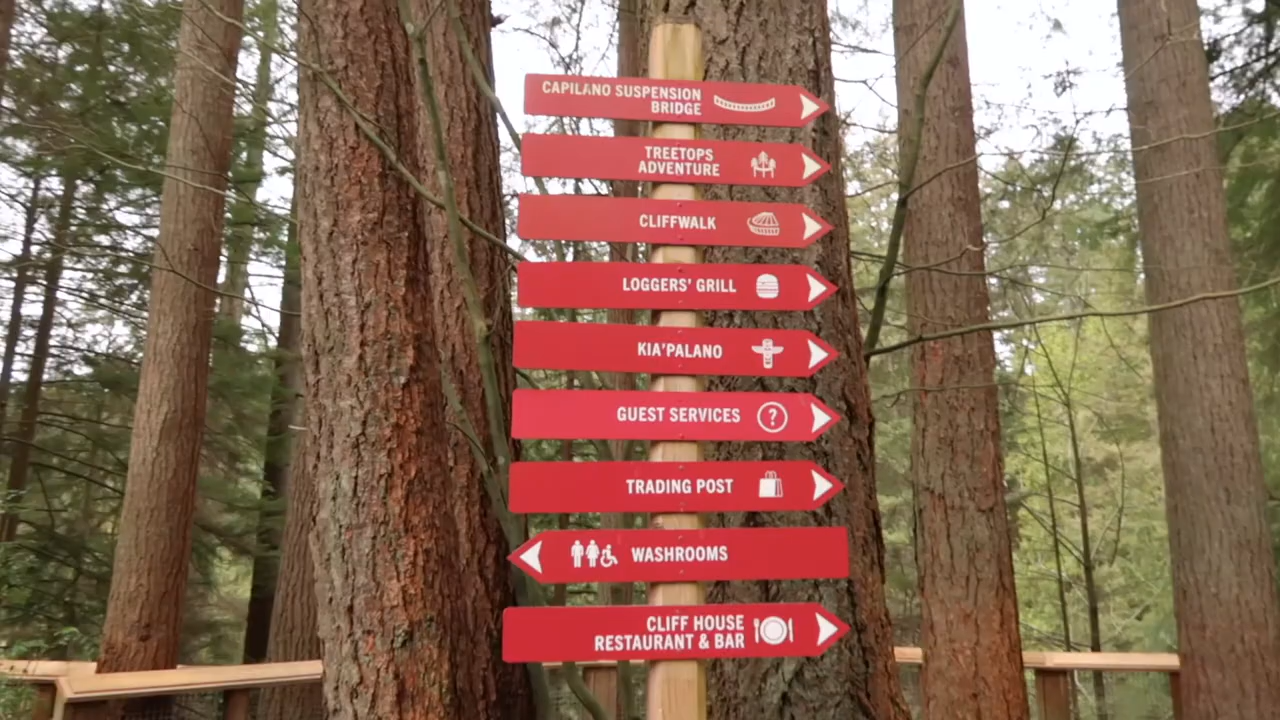 CAPILANO SUSPENSION
BRIDGE
TREETOPS
ADVENTURE
CLIFFWALK
LOGGERS' GRILL
KIA'PALANO
GUEST SERVICES ?
TRADING POST
WASHROOMS
CLIFF HOUSE
RESTAURANT & BAR